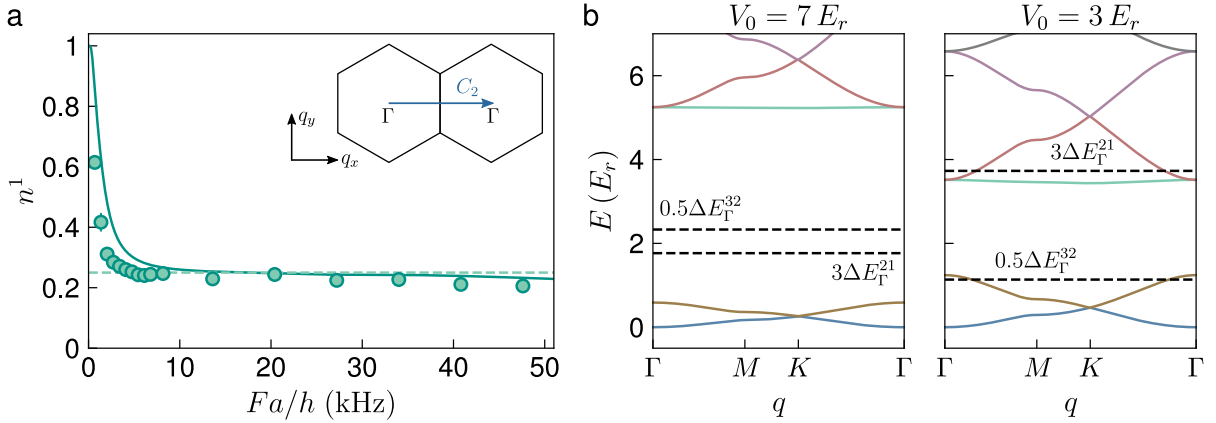 a
1
0.8
0.6
0.4
0.2
0
n¹
0
10
20
30
40
50
Fa/h (kHz)
C₂
Γ
Γ
q_y
q_x
b
V₀ = 7 E_r
V₀ = 3 E_r
E (E_r)
6
4
2
0
0.5ΔE_Γ^32
3ΔE_Γ^21
3ΔE_Γ^21
0.5ΔE_Γ^32
Γ
M
K
Γ
Γ
M
K
Γ
q
q